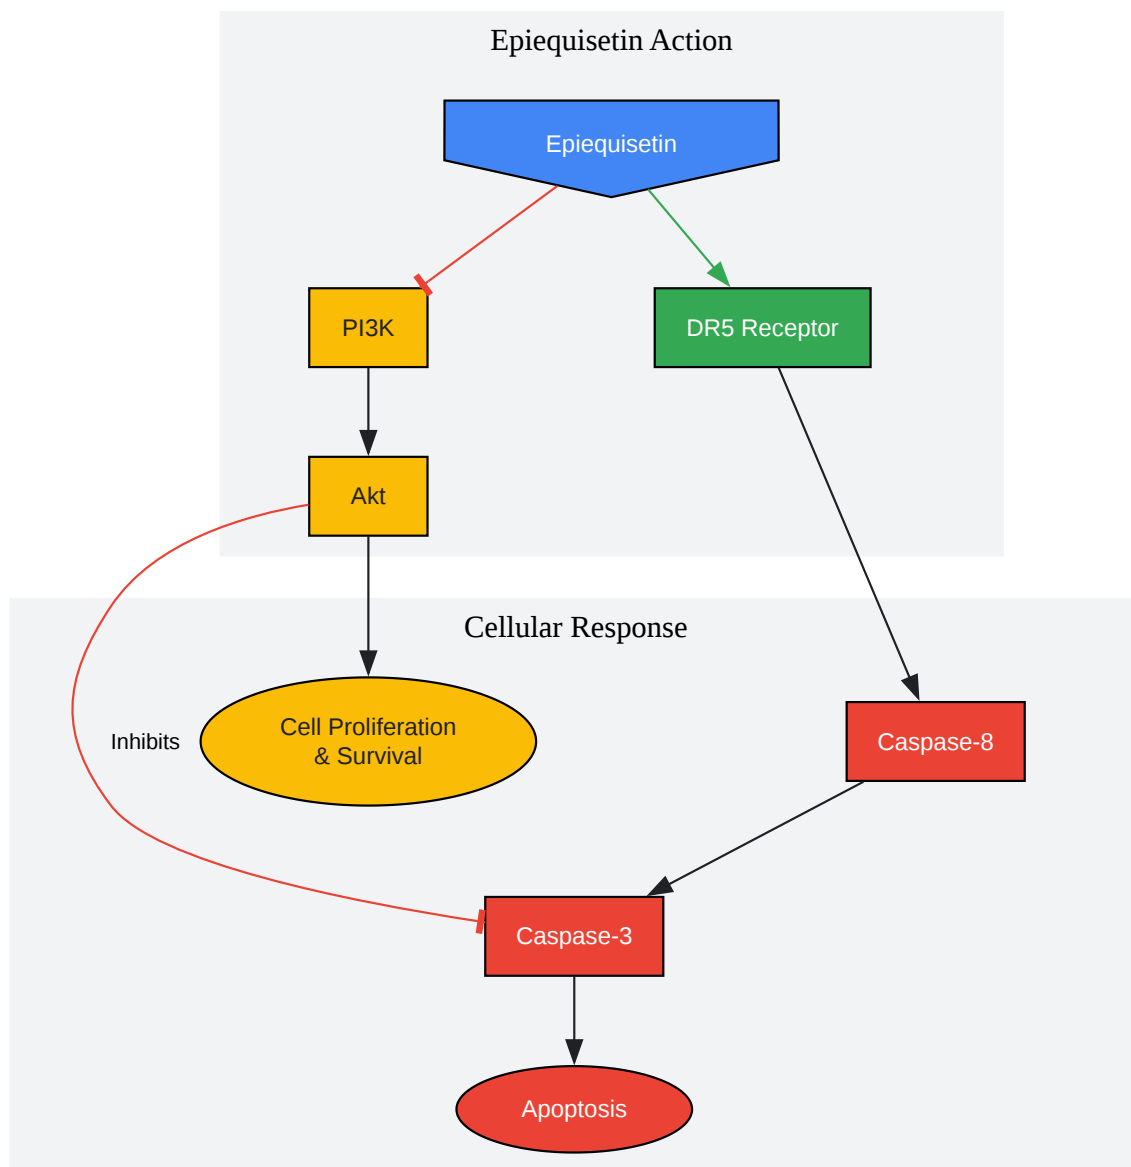 Epiequisetin Action
Epiequisetin
PI3K
DR5 Receptor
Akt
Cellular Response
Inhibits
Cell Proliferation
& Survival
Caspase-8
Caspase-3
Apoptosis